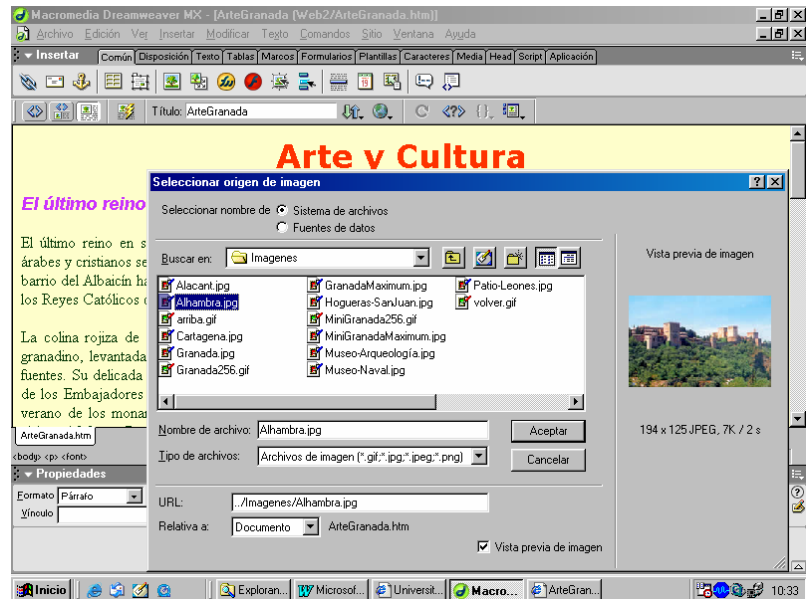 Macromedia Dreamweaver MX - [ArteGranada (Web2/ArteGranada.htm)]
Archivo Edición Ver Insertar Modificar Texto Comandos Sitio Ventana Ayuda
Insertar Común Disposición Texto Tablas Marcos Formularios Plantillas Caracteres Media Head Script Aplicación
Título: ArteGranada
Arte y Cultura
Seleccionar origen de imagen
El último reino
Seleccionar nombre de Sistema de archivos
Fuentes de datos
El último reino en s
árabes y cristianos se
barrio del Albaicín ha
los Reyes Católicos
Buscar en: Imagenes
Vista previa de imagen
Alacant.jpg GranadaMaximum.jpg Patio-Leones.jpg
Alhambra.jpg Hogueras-SanJuan.jpg volver.gif
arriba.gif MiniGranada256.gif
Cartagena.jpg MiniGranadaMaximum.jpg
Granada.jpg Museo-Arqueología.jpg
Granada256.gif Museo-Naval.jpg
La colina rojiza de
granadino, levantada
fuentes. Su delicada
de los Embajadores
verano de los monar
Nombre de archivo: Alhambra.jpg Aceptar
194 x 125 JPEG, 7K / 2 s
Tipo de archivos: Archivos de imagen (*.gif;*.jpg;*.jpeg;*.png) Cancelar
ArteGranada.htm
<body> <p> <font>
Propiedades
Formato Párrafo
Vínculo
URL: ../Imagenes/Alhambra.jpg
Relativa a: Documento ArteGranada.htm
Vista previa de imagen
Inicio Exploran... Microsof... Universit... Macro... ArteGran... 10:33